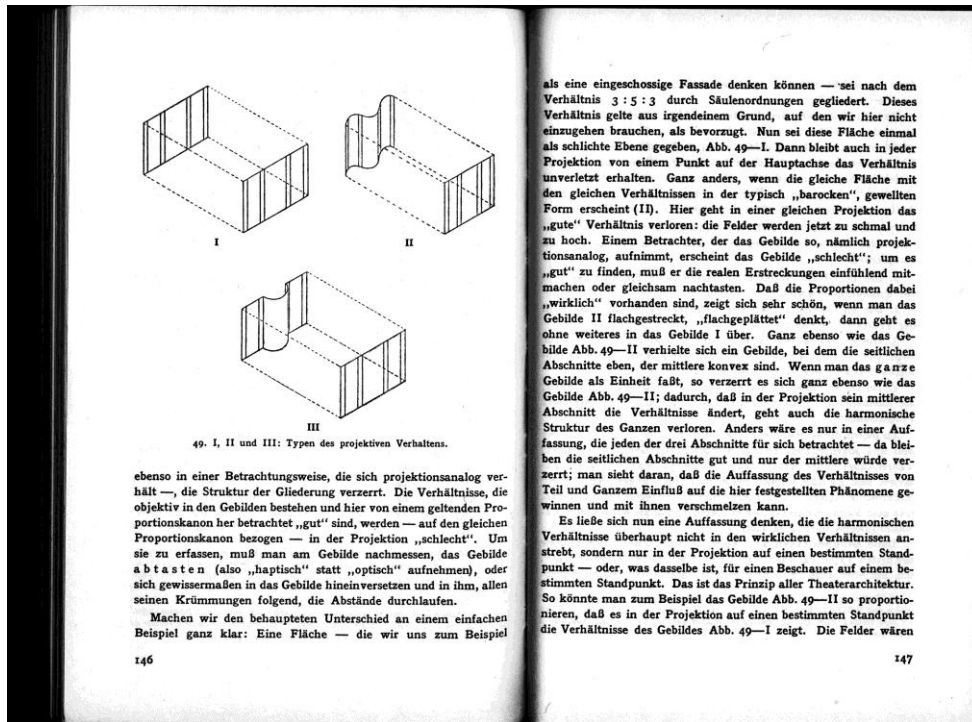 I
II
III
49. I, II und III: Typen des projektiven Verhaltens.
ebenso in einer Betrachtungsweise, die sich projektionsanalog ver-
hält —, die Struktur der Gliederung verzerrt. Die Verhältnisse, die
objektiv in den Gebilden bestehen und hier von einem geltenden Pro-
portionskanon her betrachtet „gut“ sind, werden — auf den gleichen
Proportionskanon bezogen — in der Projektion „schlecht“. Um
sie zu erfassen, muß man am Gebilde nachmessen, das Gebilde
abtasten (also „haptisch“ statt „optisch“ aufnehmen), oder
sich gewissermaßen in das Gebilde hineinversetzen und in ihm, allen
seinen Krümmungen folgend, die Abstände durchlaufen.
Machen wir den behaupteten Unterschied an einem einfachen
Beispiel ganz klar: Eine Fläche — die wir uns zum Beispiel
146
als eine eingeschossige Fassade denken können — sei nach dem
Verhältnis 3 : 5 : 3 durch Säulenordnungen gegliedert. Dieses
Verhältnis gelte aus irgendeinem Grund, auf den wir hier nicht
einzugehen brauchen, als bevorzugt. Nun sei diese Fläche einmal
als schlichte Ebene gegeben, Abb. 49—I. Dann bleibt auch in jeder
Projektion von einem Punkt auf der Hauptachse das Verhältnis
unverletzt erhalten. Ganz anders, wenn die gleiche Fläche mit
den gleichen Verhältnissen in der typisch „barocken“, gewellten
Form erscheint (II). Hier geht in einer gleichen Projektion das
„gute“ Verhältnis verloren: die Felder werden jetzt zu schmal und
zu hoch. Einem Betrachter, der das Gebilde so, nämlich projek-
tionsanalog, aufnimmt, erscheint das Gebilde „schlecht“; um es
„gut“ zu finden, muß er die realen Erstreckungen einfühlend mit-
machen oder gleichsam nachtasten. Daß die Proportionen dabei
„wirklich“ vorhanden sind, zeigt sich sehr schön, wenn man das
Gebilde II flachgestreckt, „flachgeplättet“ denkt, dann geht es
ohne weiteres in das Gebilde I über. Ganz ebenso wie das Ge-
bilde Abb. 49—II verhielte sich ein Gebilde, bei dem die seitlichen
Abschnitte eben, der mittlere konvex sind. Wenn man das ganze
Gebilde als Einheit faßt, so verzerrt es sich ganz ebenso wie das
Gebilde Abb. 49—II; dadurch, daß in der Projektion sein mittlerer
Abschnitt die Verhältnisse ändert, geht auch die harmonische
Struktur des Ganzen verloren. Anders wäre es nur in einer Auf-
fassung, die jeden der drei Abschnitte für sich betrachtet — da blei-
ben die seitlichen Abschnitte gut und nur der mittlere würde ver-
zerrt; man sieht daran, daß die Auffassung des Verhältnisses von
Teil und Ganzem Einfluß auf die hier festgestellten Phänomene ge-
winnen und mit ihnen verschmelzen kann.
Es ließe sich nun eine Auffassung denken, die die harmonischen
Verhältnisse überhaupt nicht in den wirklichen Verhältnissen an-
strebt, sondern nur in der Projektion auf einen bestimmten Stand-
punkt — oder, was dasselbe ist, für einen Beschauer auf einem be-
stimmten Standpunkt. Das ist das Prinzip aller Theaterarchitektur.
So könnte man zum Beispiel das Gebilde Abb. 49—II so proportio-
nieren, daß es in der Projektion auf einen bestimmten Standpunkt
die Verhältnisse des Gebildes Abb. 49—I zeigt. Die Felder wären
147